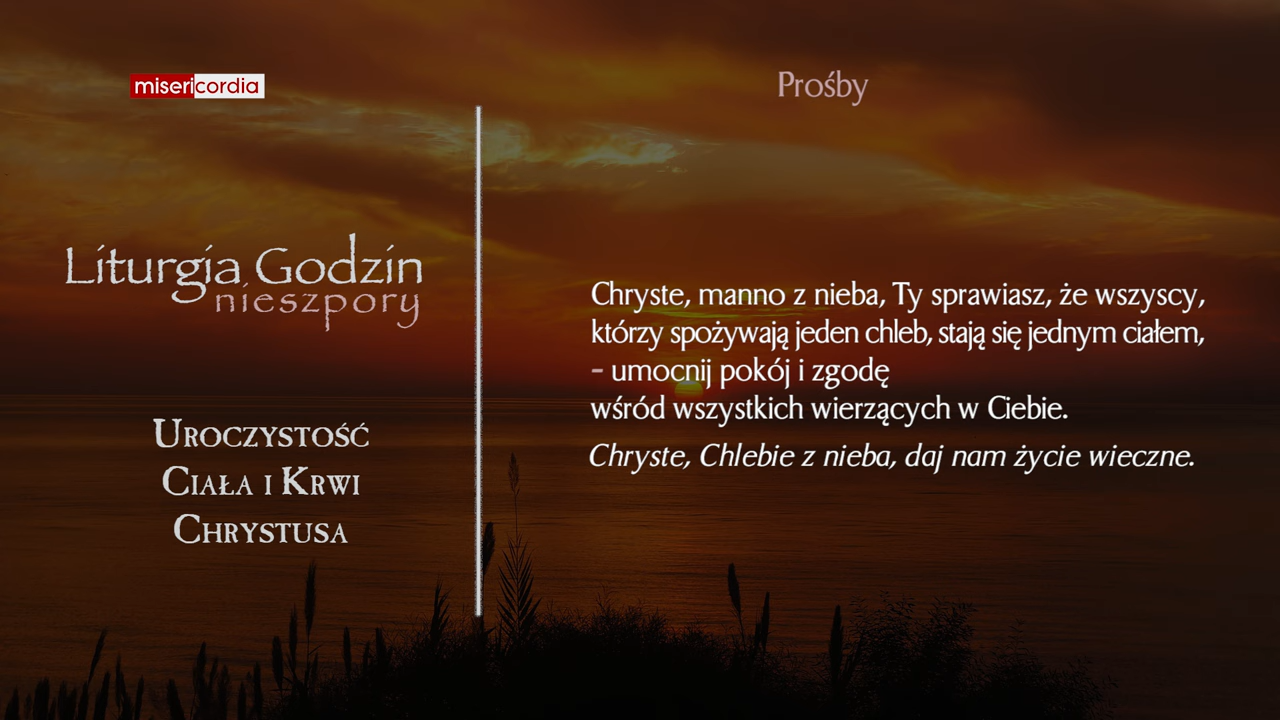 misericordia
Liturgia Godzin
nieszpory
Uroczystość
Ciała i Krwi
Chrystusa
Prośby
Chryste, manno z nieba, Ty sprawiasz, że wszyscy,
którzy spożywają jeden chleb, stają się jednym ciałem,
- umocnij pokój i zgodę
wśród wszystkich wierzących w Ciebie.
Chryste, Chlebie z nieba, daj nam życie wieczne.